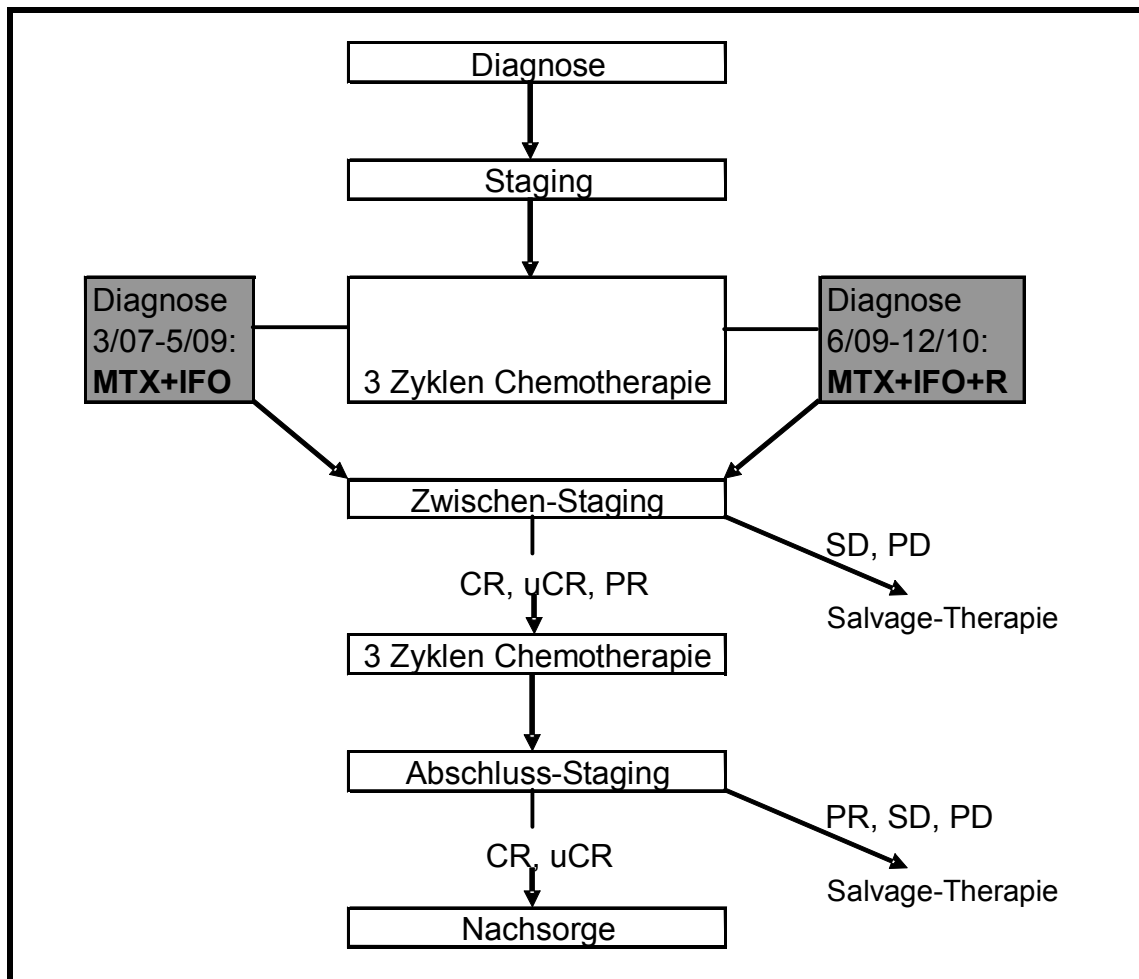 Diagnose
Staging
Diagnose
3/07-5/09:
MTX+IFO
3 Zyklen Chemotherapie
Diagnose
6/09-12/10:
MTX+IFO+R
Zwischen-Staging
SD, PD
Salvage-Therapie
CR, uCR, PR
3 Zyklen Chemotherapie
Abschluss-Staging
PR, SD, PD
Salvage-Therapie
CR, uCR
Nachsorge